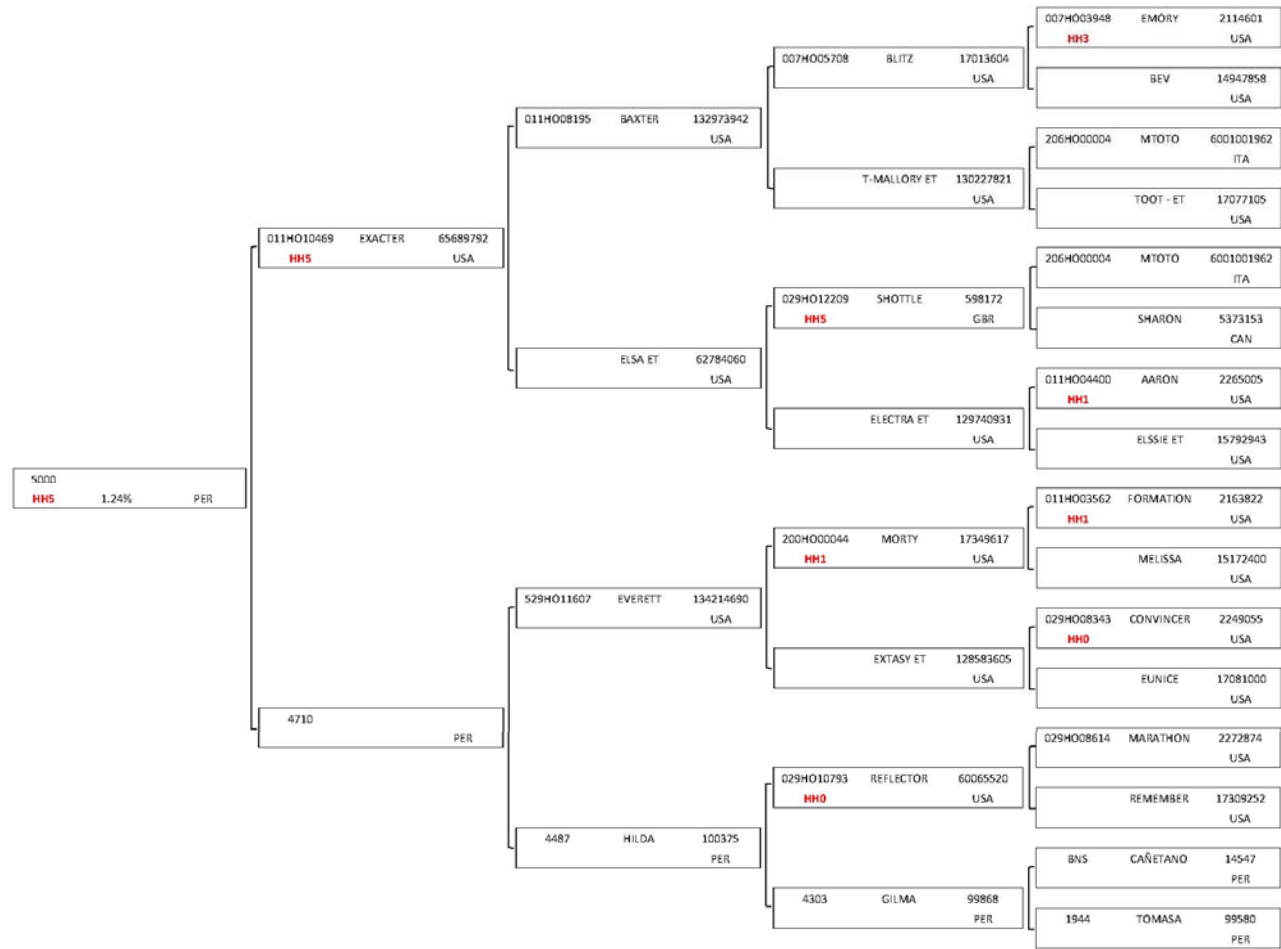 007HO03948 EMORY 2114601
HH3 USA
007HO05708 BLITZ 17013604
USA
BEV 14947858
USA
011HO08195 BAXTER 132973942
USA
206HO00004 MTOTO 6001001962
ITA
T-MALLORY ET 130227821
USA
TOOT - ET 17077105
USA
011HO10469 EXACTER 65689792
HH5 USA
206HO00004 MTOTO 6001001962
ITA
029HO12209 SHOTTLE 598172
HH5 GBR
SHARON 5373153
CAN
ELSA ET 62784060
USA
011HO04400 AARON 2265005
HH1 USA
ELECTRA ET 129740931
USA
ELSSIE ET 15792943
USA
5000
HH5 1.24% PER
011HO03562 FORMATION 2163822
HH1 USA
200HO00044 MORTY 17349617
HH1 USA
MELISSA 15172400
USA
529HO11607 EVERETT 134214690
USA
029HO08343 CONVINCER 2249055
HH0 USA
EXTASY ET 128583605
USA
EUNICE 17081000
USA
4710
PER
029HO08614 MARATHON 2272874
USA
029HO10793 REFLECTOR 60065520
HH0 USA
REMEMBER 17309252
USA
4487 HILDA 100375
PER
BNS CAÑETANO 14547
PER
4303 GILMA 99868
PER
1944 TOMASA 99580
PER